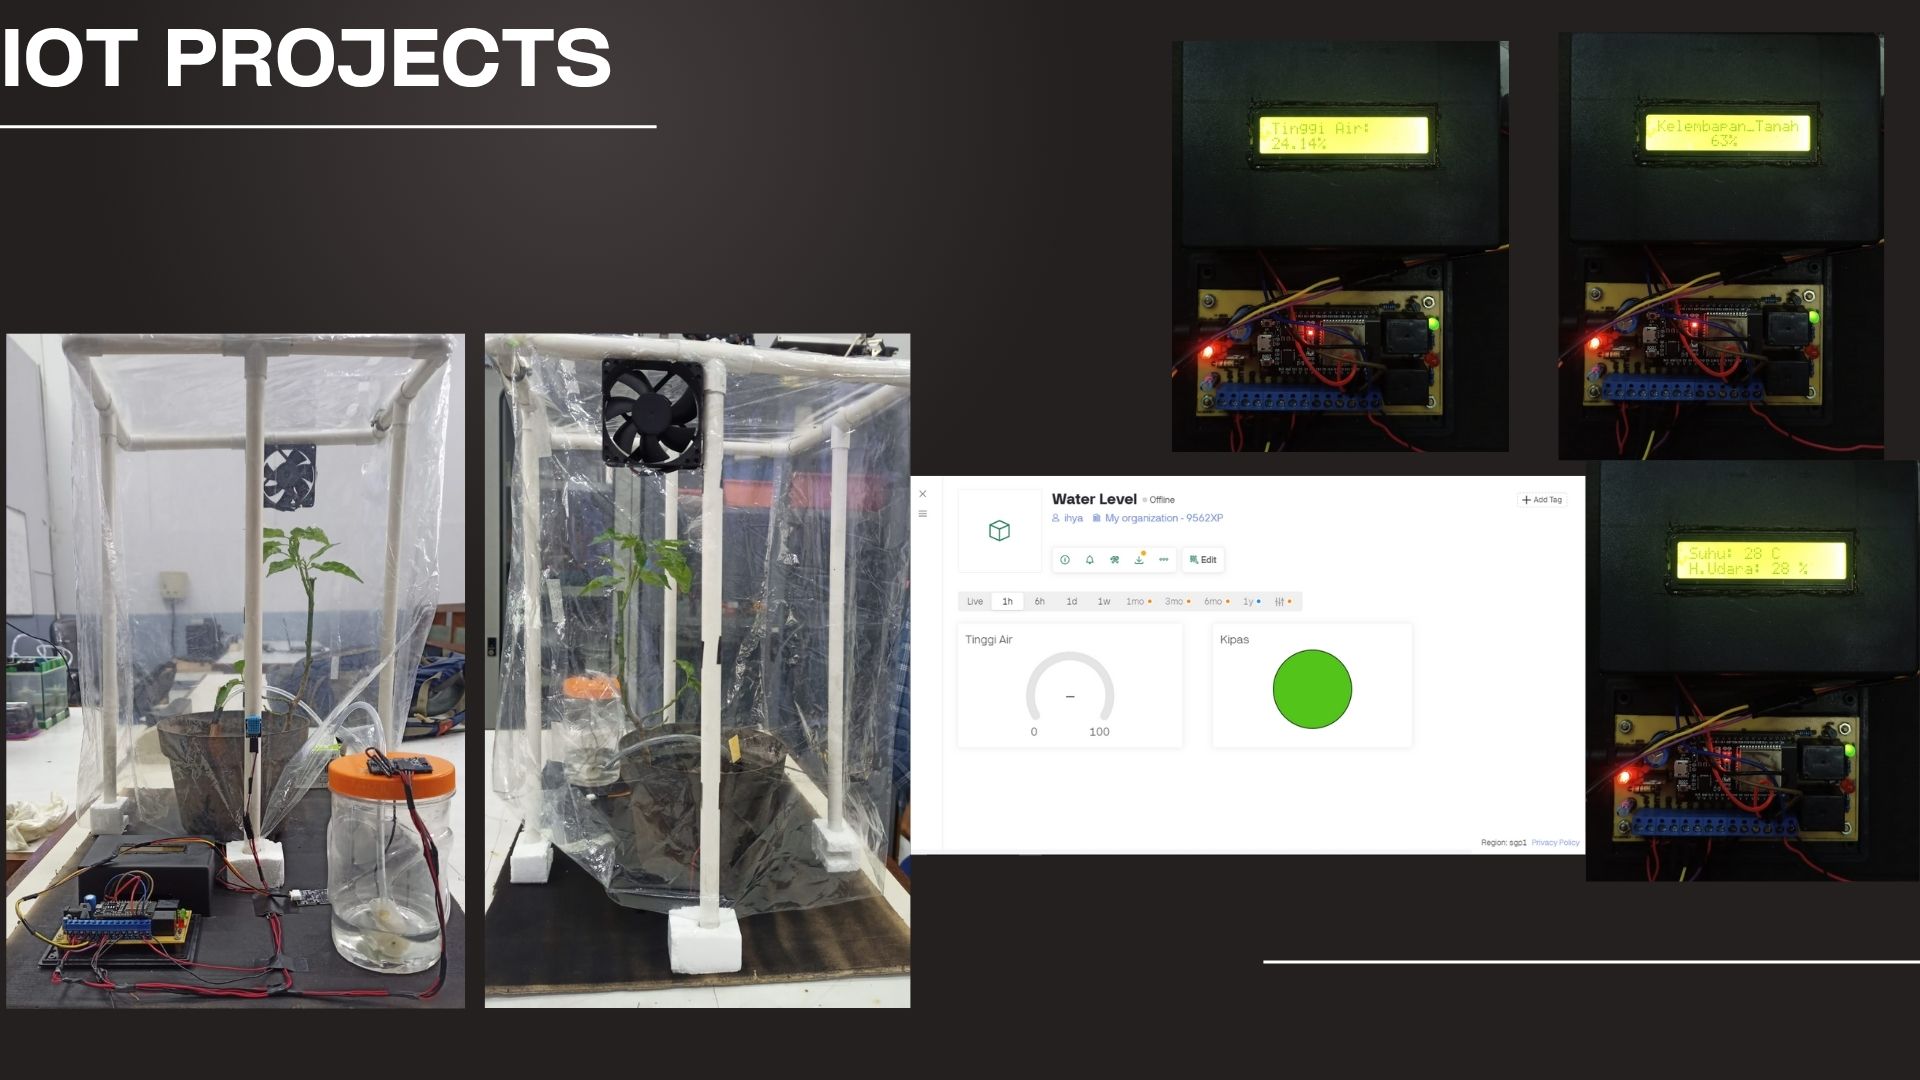 IOT PROJECTS
Tinggi Air:
24.14%
Kelembapan_Tanah
63%
Water Level Offline
ihya My organization - 9562XP
Add Tag
Edit
Live 1h 6h 1d 1w 1mo 3mo 6mo 1y
Tinggi Air
–
0 100
Kipas
Region: sgp1 Privacy Policy
Suhu: 28 C
H.Udara: 28 %